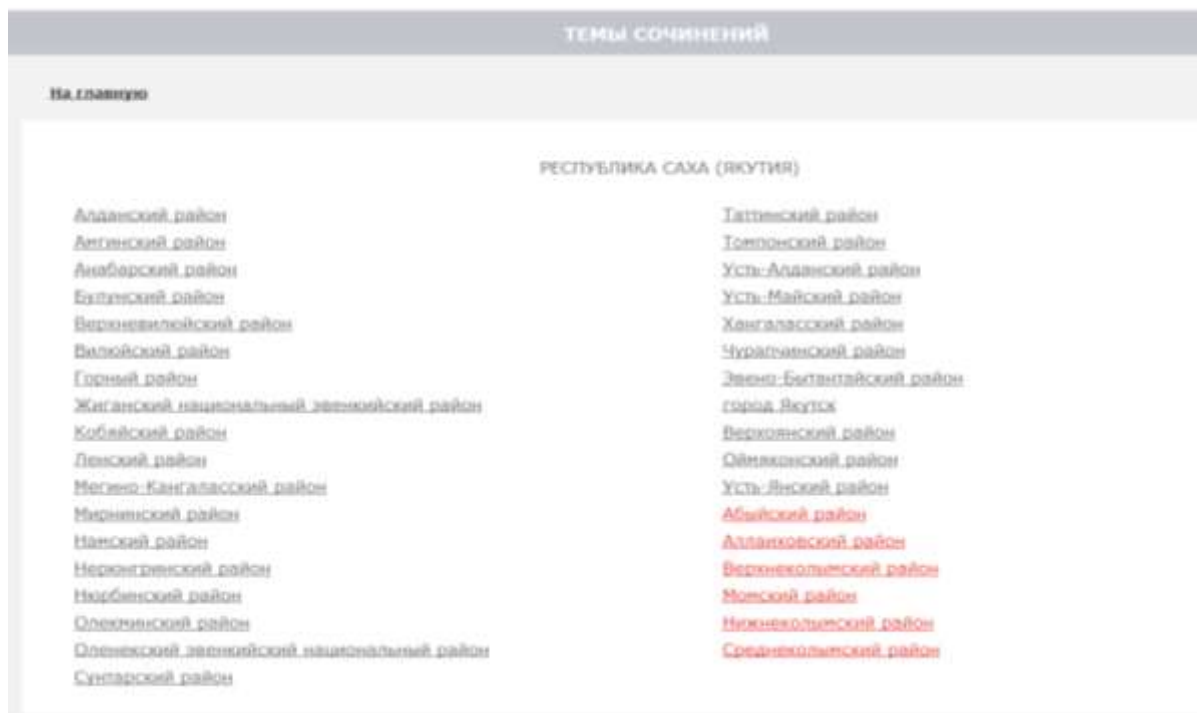 ТЕМЫ СОЧИНЕНИЙ
На главную
РЕСПУБЛИКА САХА (ЯКУТИЯ)
Алданский район
Амгинский район
Анабарский район
Булунский район
Верхневилюйский район
Вилюйский район
Горный район
Жиганский национальный эвенкийский район
Кобяйский район
Ленский район
Мегино-Кангаласский район
Мирнинский район
Намский район
Нерюнгринский район
Нюрбинский район
Олекминский район
Оленекский эвенкийский национальный район
Сунтарский район
Таттинский район
Томпонский район
Усть-Алданский район
Усть-Майский район
Хангаласский район
Чурапчинский район
Эвено-Бытантайский район
город Якутск
Верхоянский район
Оймяконский район
Усть-Янский район
Абыйский район
Аллаиховский район
Верхнеколымский район
Момский район
Нижнеколымский район
Среднеколымский район